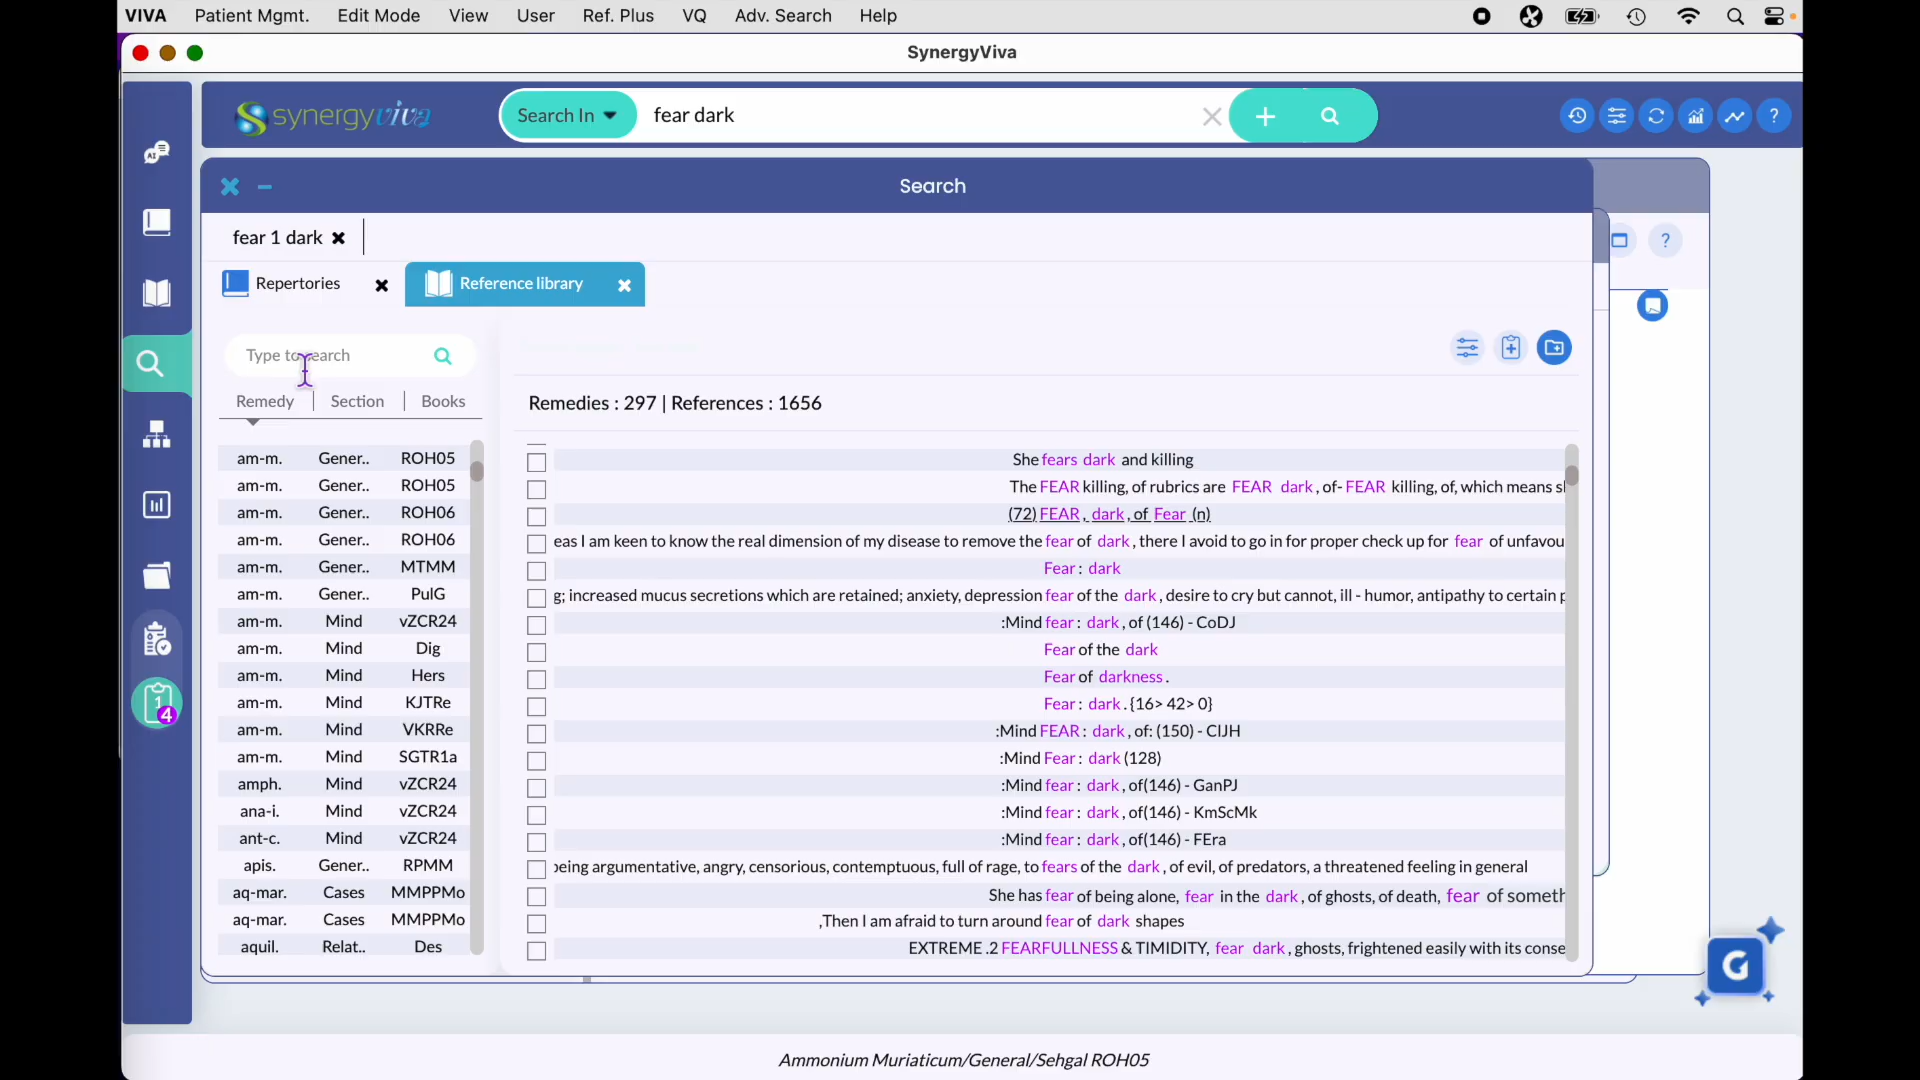 VIVA Patient Mgmt. Edit Mode View User Ref. Plus VQ Adv. Search Help
SynergyViva
synergyviva
Search In fear dark
Search
fear 1 dark
Repertories Reference library
Type to search
Remedy Section Books
Remedies : 297 | References : 1656
am-m. Gener.. ROH05
am-m. Gener.. ROH05
am-m. Gener.. ROH06
am-m. Gener.. ROH06
am-m. Gener.. MTMM
am-m. Gener.. PulG
am-m. Mind vZCR24
am-m. Mind Dig
am-m. Mind Hers
am-m. Mind KJTRe
am-m. Mind VKRRe
am-m. Mind SGTR1a
amph. Mind vZCR24
ana-i. Mind vZCR24
ant-c. Mind vZCR24
apis. Gener.. RPMM
aq-mar. Cases MMPPMo
aq-mar. Cases MMPPMo
aquil. Relat.. Des
She fears dark and killing
The FEAR killing, of rubrics are FEAR dark, of- FEAR killing, of, which means sl
(72) FEAR, dark, of Fear (n)
eas I am keen to know the real dimension of my disease to remove the fear of dark, there I avoid to go in for proper check up for fear of unfavou
Fear: dark
g; increased mucus secretions which are retained; anxiety, depression fear of the dark, desire to cry but cannot, ill - humor, antipathy to certain p
:Mind fear: dark, of (146) - CoDJ
Fear of the dark
Fear of darkness.
Fear: dark.{16> 42> 0}
:Mind FEAR: dark, of: (150) - CIJH
:Mind Fear: dark (128)
:Mind fear: dark, of(146) - GanPJ
:Mind fear: dark, of(146) - KmScMk
:Mind fear: dark, of(146) - FEra
being argumentative, angry, censorious, contemptuous, full of rage, to fears of the dark, of evil, of predators, a threatened feeling in general
She has fear of being alone, fear in the dark, of ghosts, of death, fear of someth
,Then I am afraid to turn around fear of dark shapes
EXTREME .2 FEARFULLNESS & TIMIDITY, fear dark, ghosts, frightened easily with its conse
AI
1
4
G
Ammonium Muriaticum/General/Sehgal ROH05